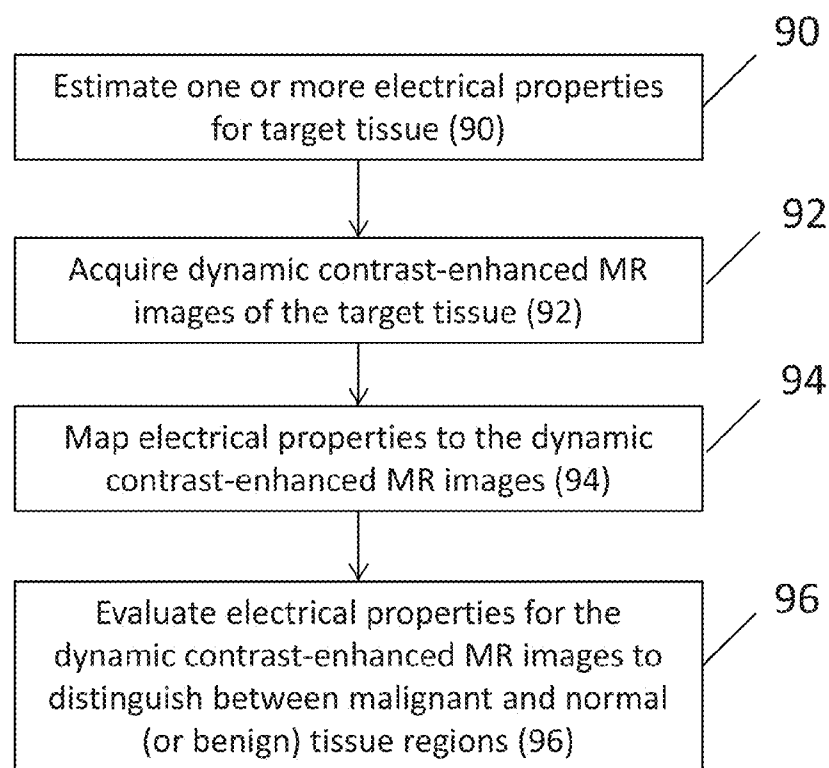 90
Estimate one or more electrical properties
for target tissue (90)
92
Acquire dynamic contrast-enhanced MR
images of the target tissue (92)
94
Map electrical properties to the dynamic
contrast-enhanced MR images (94)
96
Evaluate electrical properties for the
dynamic contrast-enhanced MR images to
distinguish between malignant and normal
(or benign) tissue regions (96)